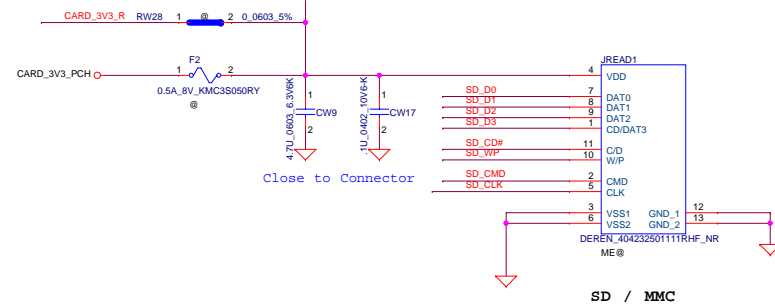 CARD_3V3_R RW28 1 @ 2 0_0603_5%
F2
CARD_3V3_PCH 1 2
0.5A_8V_KMC3S050RY
@
4.7U_0603_6.3V6K
1
CW9
2
.1U_0402_10V6-K
1
CW17
2
Close to Connector
JREAD1
4 VDD
SD_D0 7 DAT0
SD_D1 8 DAT1
SD_D2 9 DAT2
SD_D3 1 CD/DAT3
SD_CD# 11 C/D
SD_WP 10 W/P
SD_CMD 2 CMD
SD_CLK 5 CLK
3 VSS1 GND_1 12
6 VSS2 GND_2 13
DEREN_404232501111RHF_NR
ME@
SD / MMC